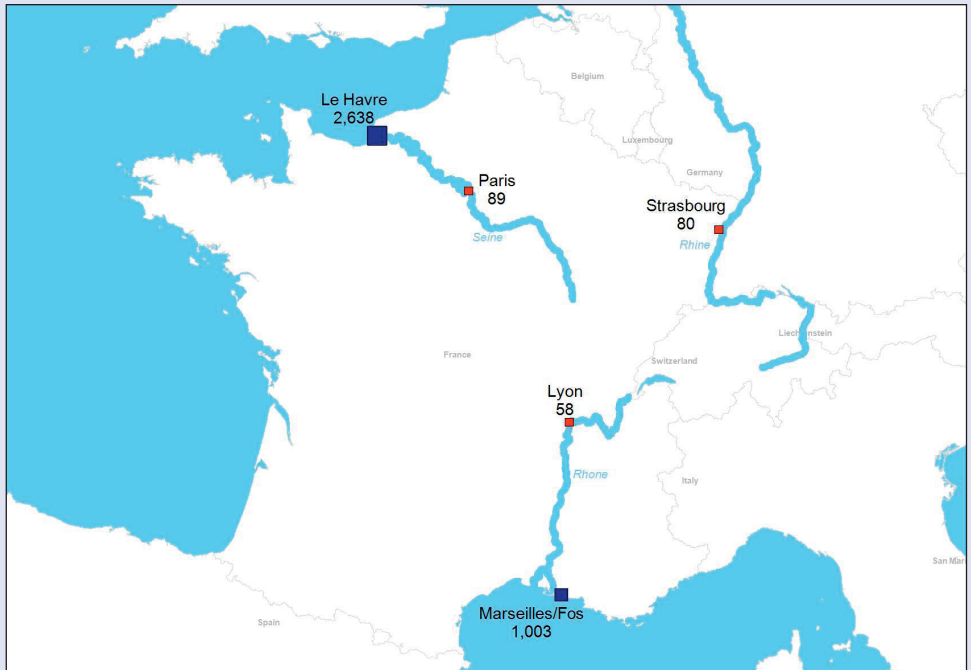 Belgium
Le Havre
2,638
Luxembourg
Germany
Paris
89
Strasbourg
80
Seine
Rhine
Liechtenstein
France
Switzerland
Lyon
58
Rhone
Italy
San Mar
Marseilles/Fos
1,003
Spain